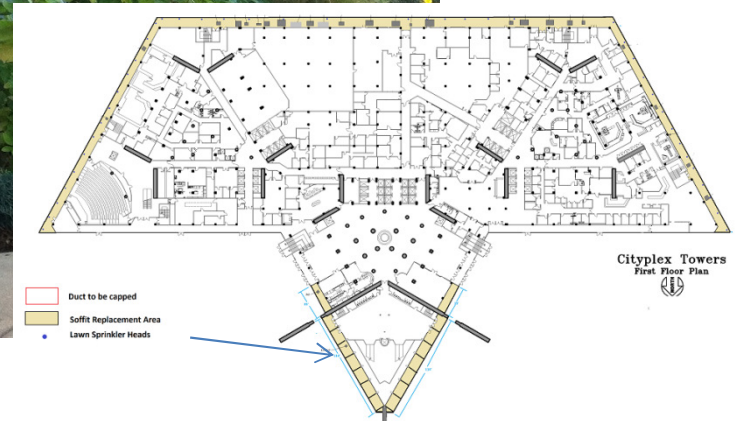 Cityplex Towers
First Floor Plan
Duct to be capped
Soffit Replacement Area
Lawn Sprinkler Heads